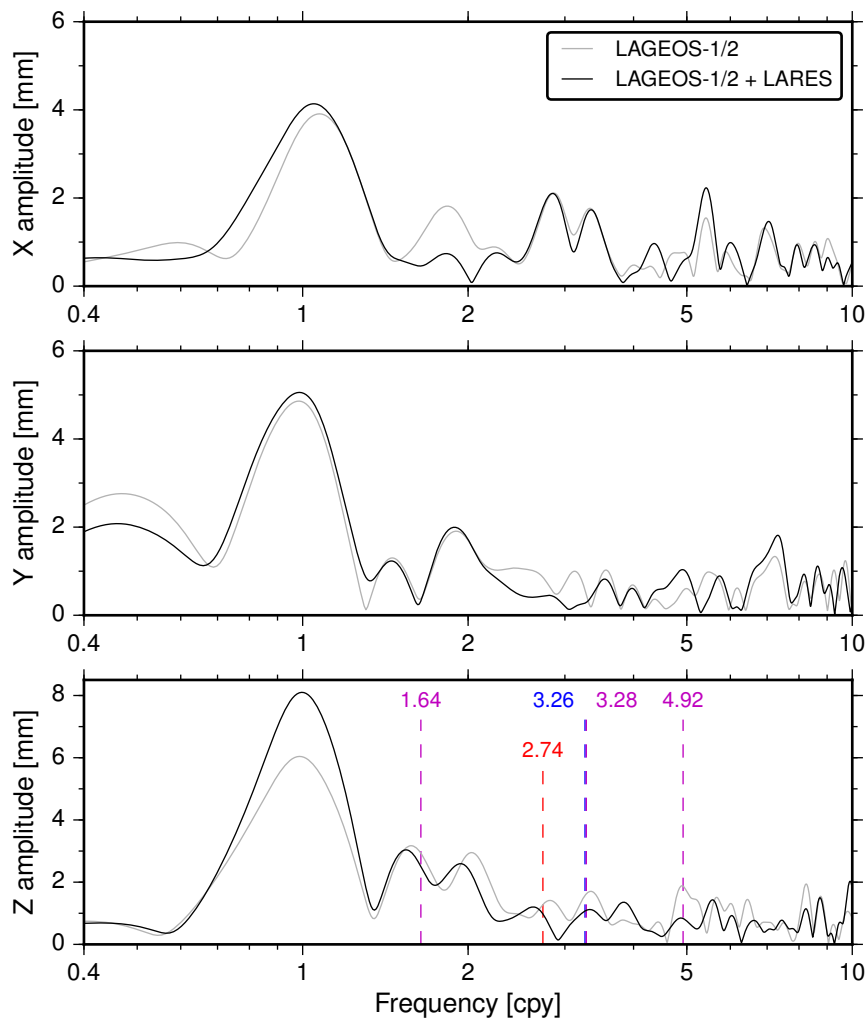 6
4
2
0
X amplitude [mm]
LAGEOS-1/2
LAGEOS-1/2 + LARES
0.4 1 2 5 10
6
4
2
0
Y amplitude [mm]
0.4 1 2 5 10
8
6
4
2
0
Z amplitude [mm]
1.64 3.26 3.28 4.92
2.74
0.4 1 2 5 10
Frequency [cpy]